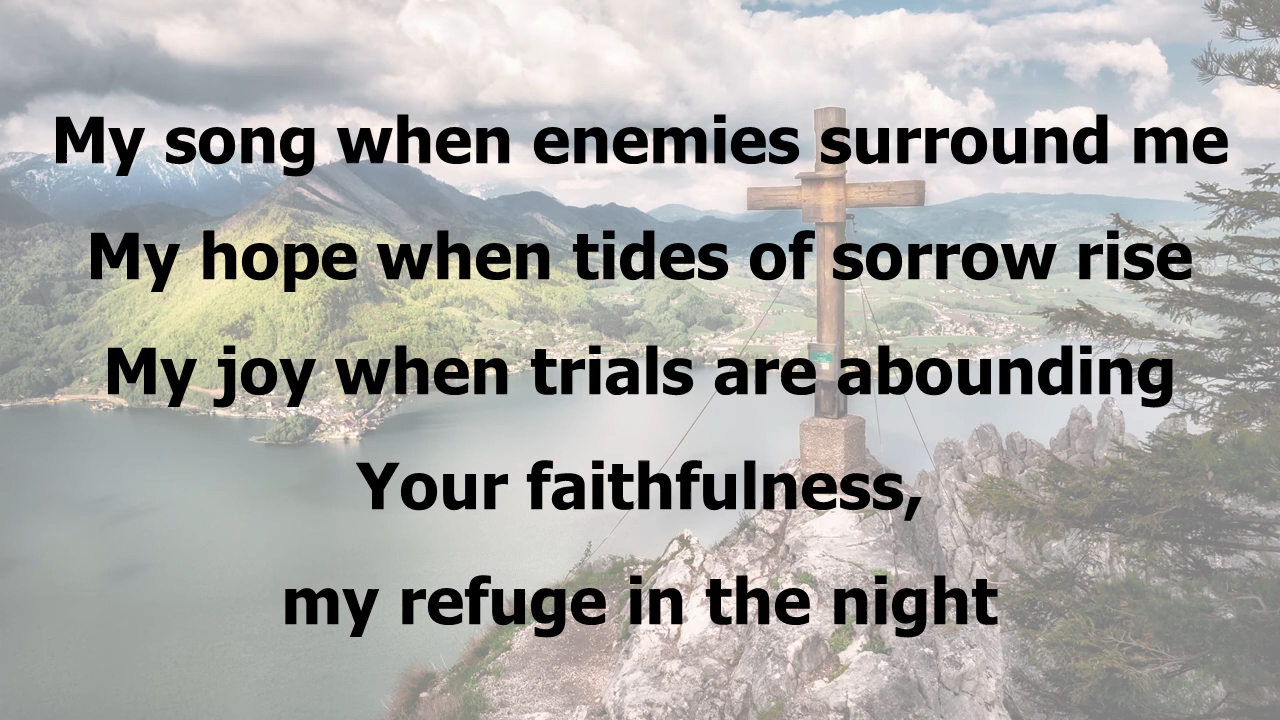 My song when enemies surround me
My hope when tides of sorrow rise
My joy when trials are abounding
Your faithfulness,
my refuge in the night